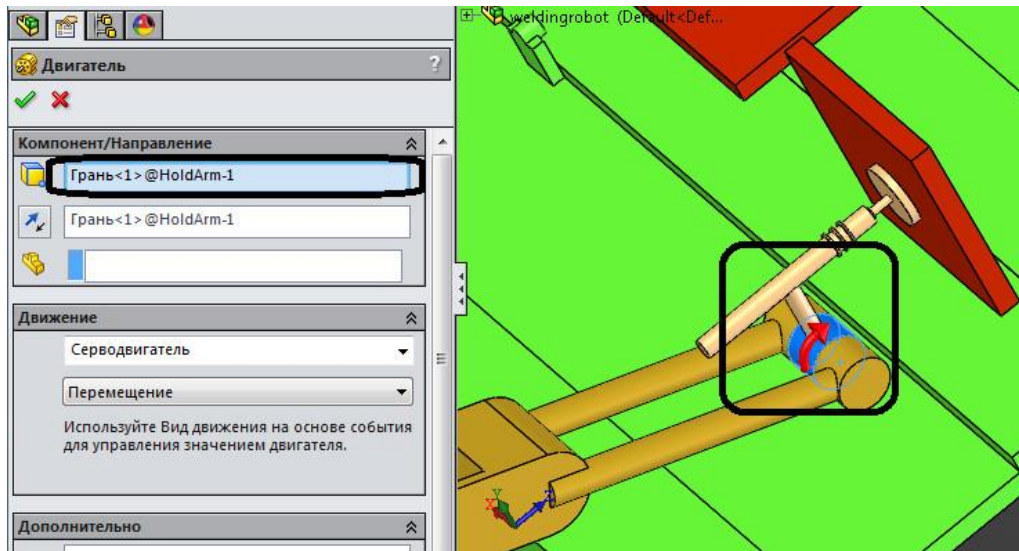 weldingrobot (Default<Def...
Двигатель
?
Компонент/Направление
Грань<1>@HoldArm-1
Грань<1>@HoldArm-1
Движение
Серводвигатель
Перемещение
Используйте Вид движения на основе события
для управления значением двигателя.
Дополнительно